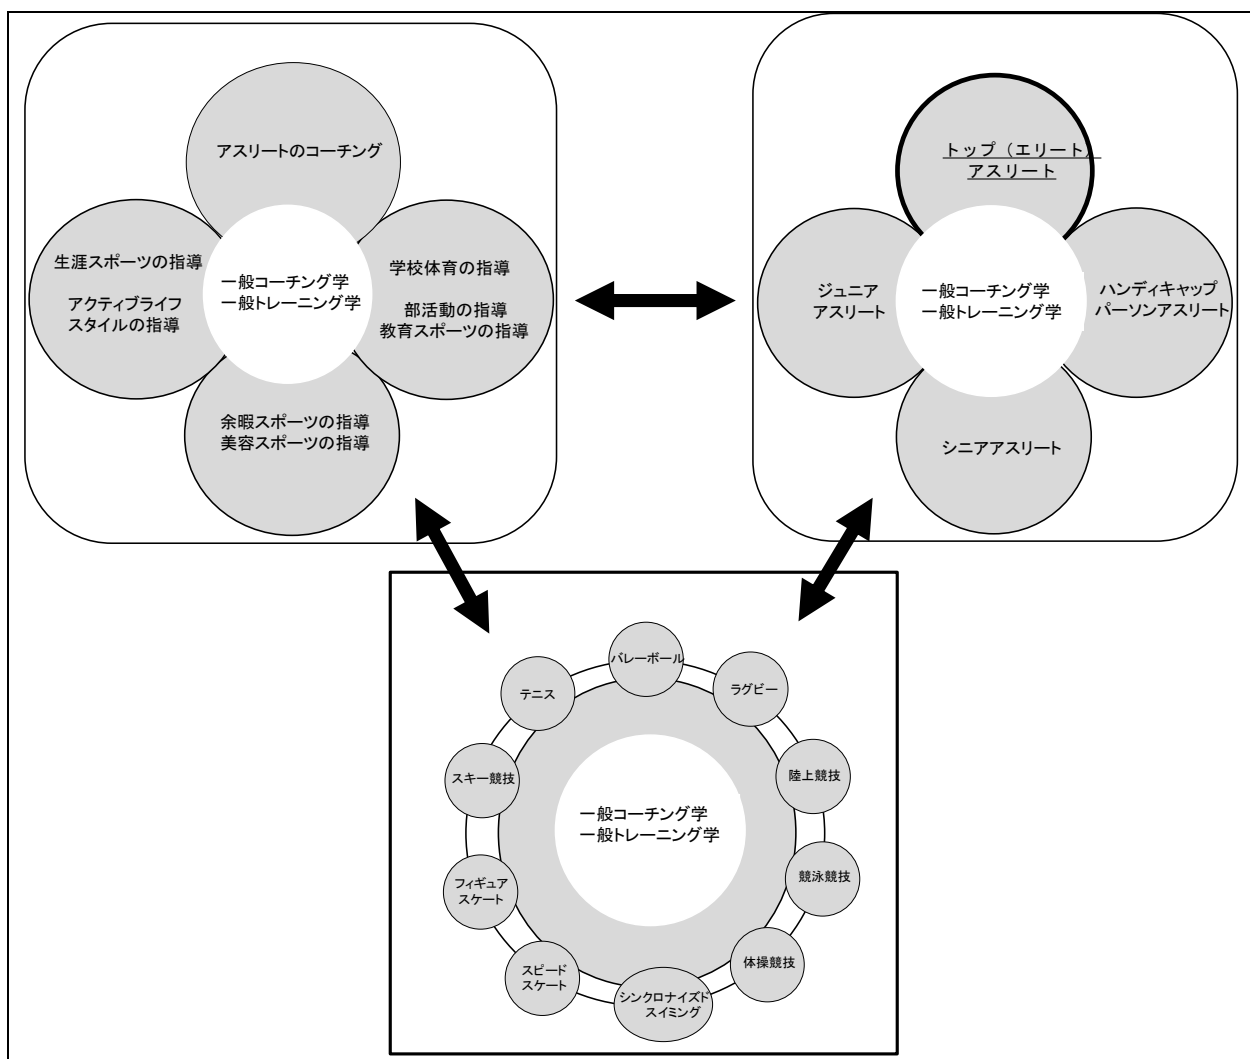 アスリートのコーチング
生涯スポーツの指導
アクティブライフ
スタイルの指導
一般コーチング学
一般トレーニング学
学校体育の指導
部活動の指導
教育スポーツの指導
余暇スポーツの指導
美容スポーツの指導
トップ（エリート）
アスリート
ジュニア
アスリート
一般コーチング学
一般トレーニング学
ハンディキャップ
パーソンアスリート
シニアアスリート
バレーボール
テニス
ラグビー
スキー競技
陸上競技
一般コーチング学
一般トレーニング学
フィギュア
スケート
競泳競技
スピード
スケート
体操競技
シンクロナイズド
スイミング